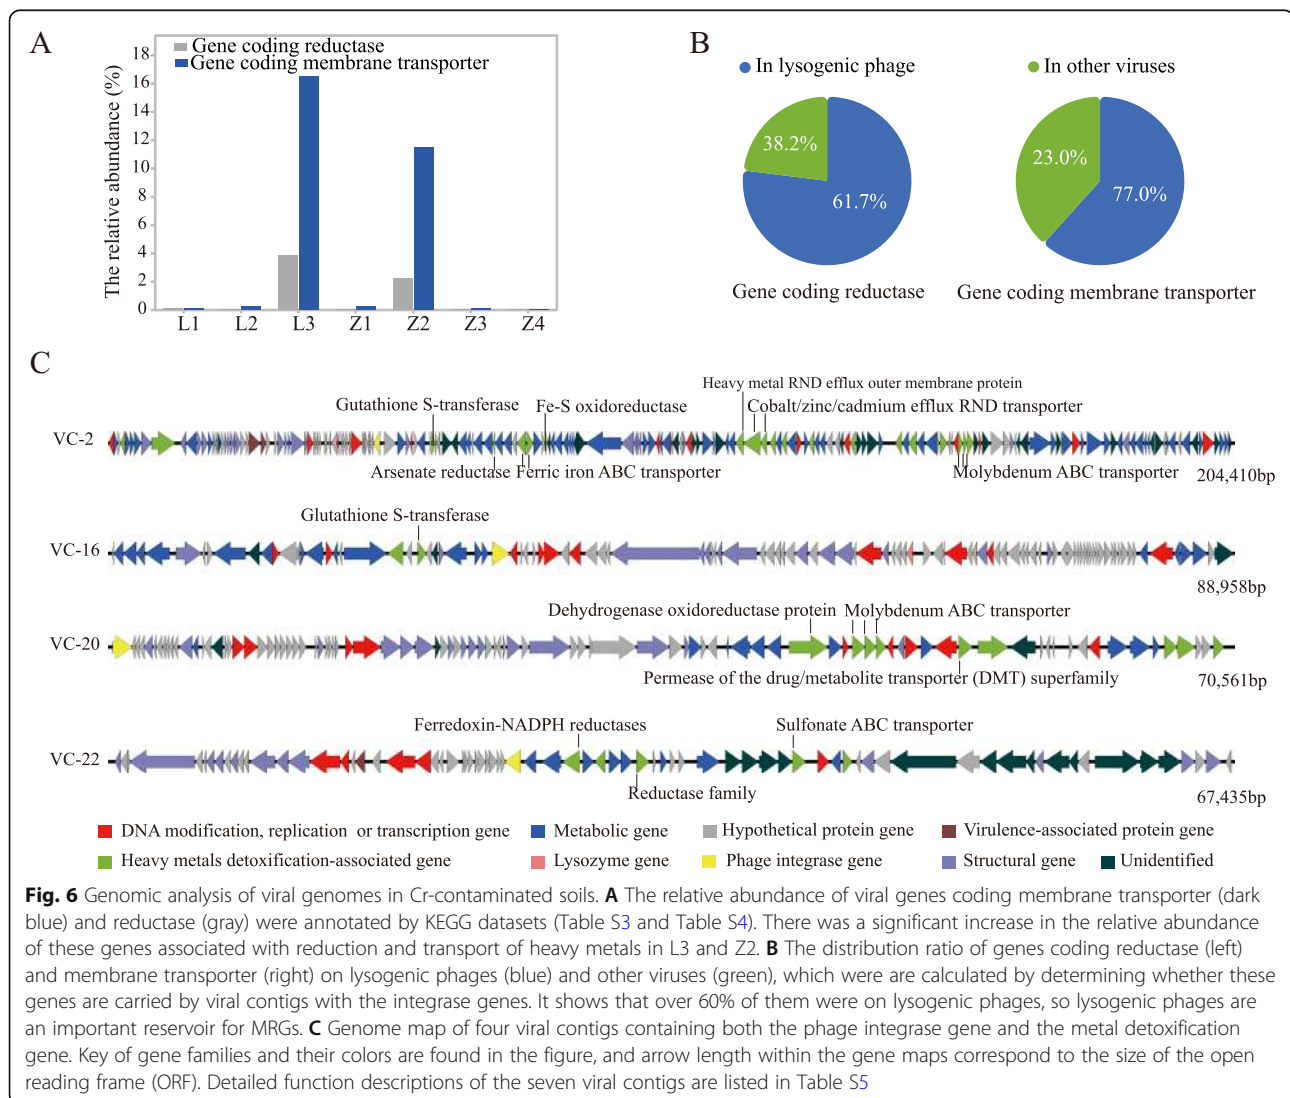 A
Gene coding reductase
Gene coding membrane transporter
The relative abundance (%)
18
16
14
12
10
8
6
4
2
0
L1 L2 L3 Z1 Z2 Z3 Z4
B
In lysogenic phage
In other viruses
38.2%
61.7%
23.0%
77.0%
Gene coding reductase
Gene coding membrane transporter
C
Heavy metal RND efflux outer membrane protein
Gutathione S-transferase
Fe-S oxidoreductase
Cobalt/zinc/cadmium efflux RND transporter
VC-2
Arsenate reductase
Ferric iron ABC transporter
Molybdenum ABC transporter
204,410bp
Glutathione S-transferase
VC-16
88,958bp
Dehydrogenase oxidoreductase protein
Molybdenum ABC transporter
VC-20
Permease of the drug/metabolite transporter (DMT) superfamily
70,561bp
Ferredoxin-NADPH reductases
Sulfonate ABC transporter
VC-22
Reductase family
67,435bp
DNA modification, replication or transcription gene
Metabolic gene
Hypothetical protein gene
Virulence-associated protein gene
Heavy metals detoxification-associated gene
Lysozyme gene
Phage integrase gene
Structural gene
Unidentified
Fig. 6 Genomic analysis of viral genomes in Cr-contaminated soils. A The relative abundance of viral genes coding membrane transporter (dark
blue) and reductase (gray) were annotated by KEGG datasets (Table S3 and Table S4). There was a significant increase in the relative abundance
of these genes associated with reduction and transport of heavy metals in L3 and Z2. B The distribution ratio of genes coding reductase (left)
and membrane transporter (right) on lysogenic phages (blue) and other viruses (green), which were are calculated by determining whether these
genes are carried by viral contigs with the integrase genes. It shows that over 60% of them were on lysogenic phages, so lysogenic phages are
an important reservoir for MRGs. C Genome map of four viral contigs containing both the phage integrase gene and the metal detoxification
gene. Key of gene families and their colors are found in the figure, and arrow length within the gene maps correspond to the size of the open
reading frame (ORF). Detailed function descriptions of the seven viral contigs are listed in Table S5